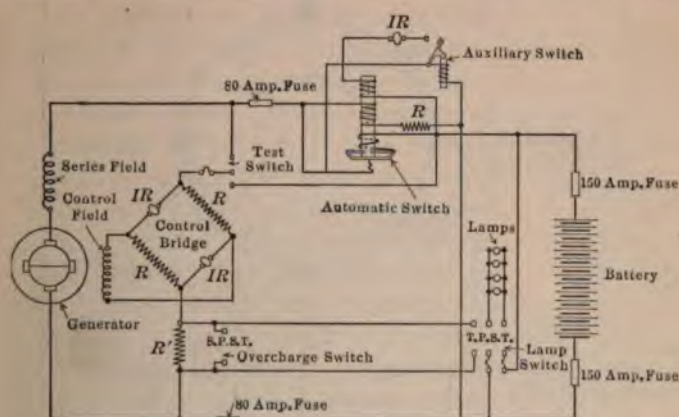 IR
Auxiliary Switch
80 Amp. Fuse
R
Test
Switch
Series Field
Control
Field
IR
R
Control
Bridge
Automatic Switch
150 Amp. Fuse
Lamps
R
IR
Battery
Generator
R'
S.P.S.T.
T.P.S.T.
Overcharge Switch
Lamp
Switch
150 Amp. Fuse
80 Amp. Fuse